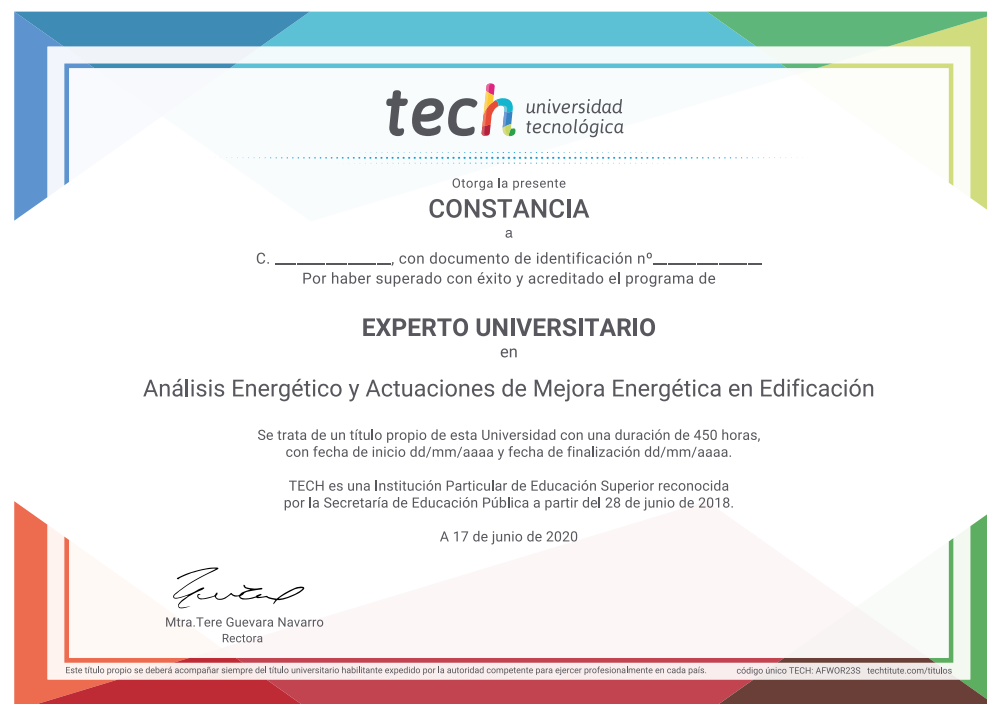 tech universidad
tecnológica
Otorga la presente
CONSTANCIA
a
C. ______________, con documento de identificación nº_____________
Por haber superado con éxito y acreditado el programa de
EXPERTO UNIVERSITARIO
en
Análisis Energético y Actuaciones de Mejora Energética en Edificación
Se trata de un título propio de esta Universidad con una duración de 450 horas,
con fecha de inicio dd/mm/aaaa y fecha de finalización dd/mm/aaaa.
TECH es una Institución Particular de Educación Superior reconocida
por la Secretaría de Educación Pública a partir del 28 de junio de 2018.
A 17 de junio de 2020
Mtra.Tere Guevara Navarro
Rectora
Este título propio se deberá acompañar siempre del título universitario habilitante expedido por la autoridad competente para ejercer profesionalmente en cada país. código único TECH: AFWOR23S techtitute.com/titulos